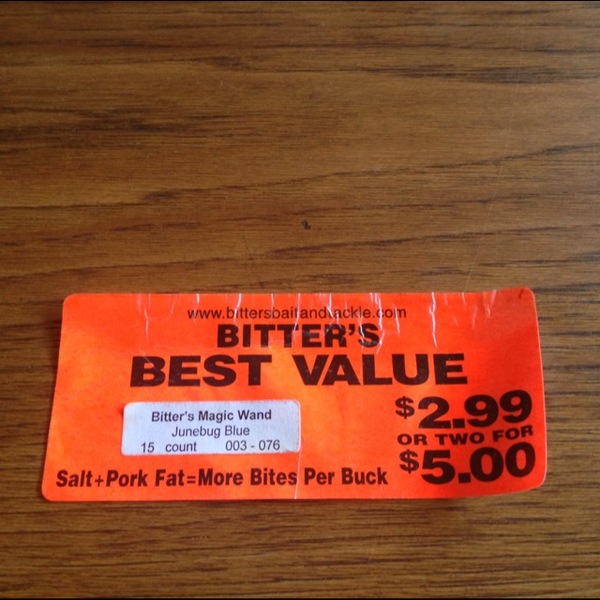 www.bittersbaitandtackle.com
BITTER'S
BEST VALUE
Bitter's Magic Wand
Junebug Blue
15 count 003 - 076
$2.99
OR TWO FOR
$5.00
Salt+Pork Fat=More Bites Per Buck